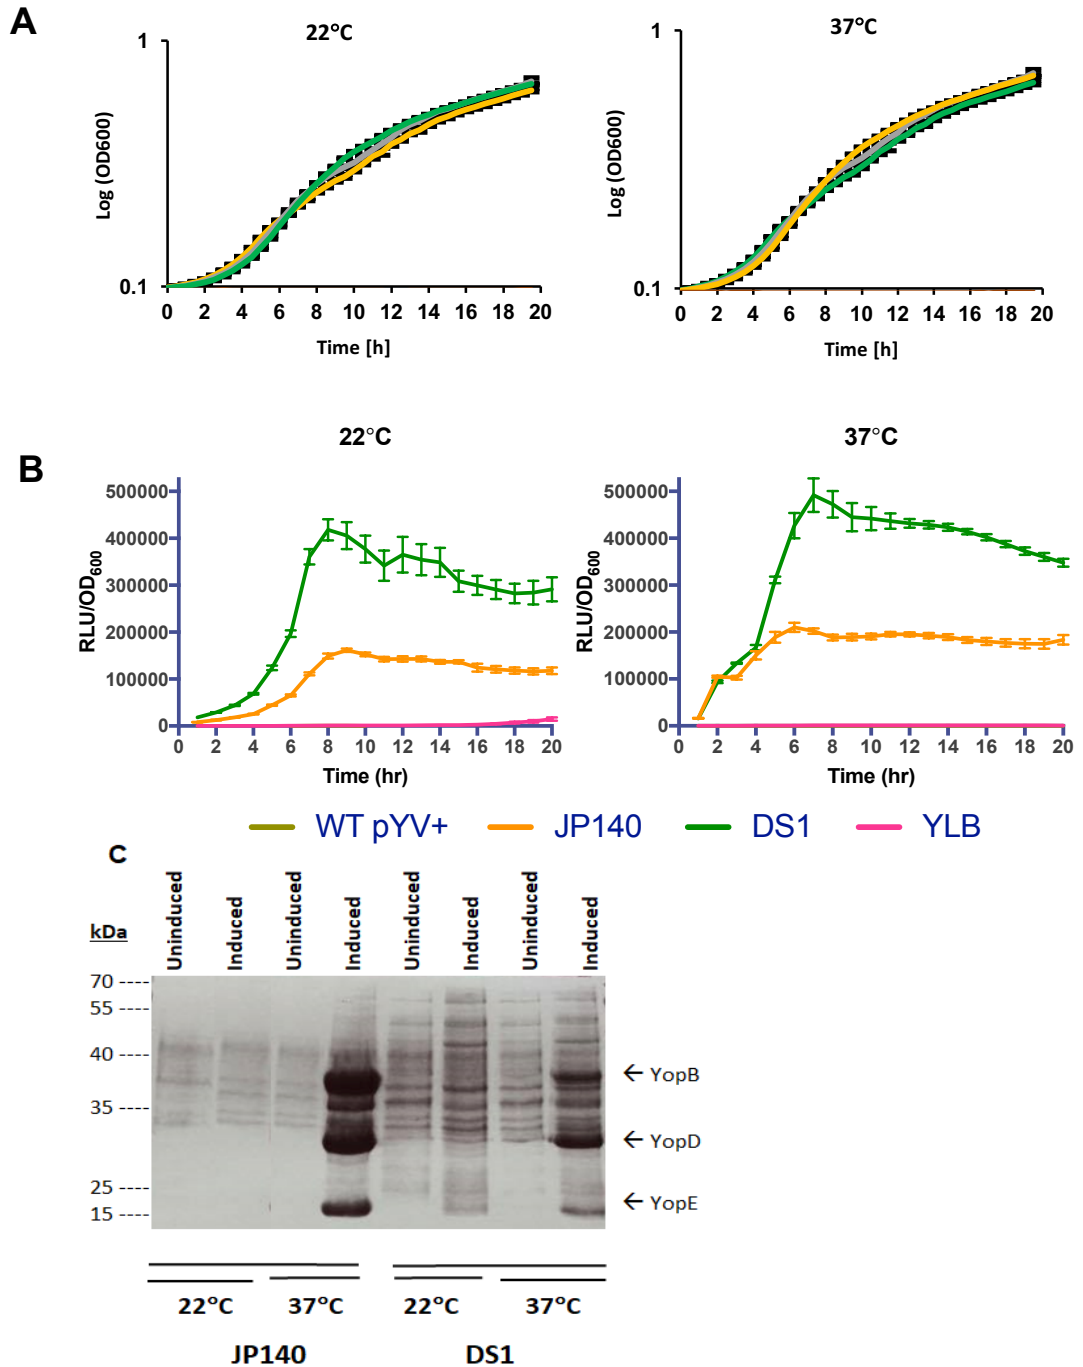 A
22°C
37°C
1
0.1
Log (OD600)
0 2 4 6 8 10 12 14 16 18 20
Time [h]
1
0.1
Log (OD600)
0 2 4 6 8 10 12 14 16 18 20
Time [h]
B
22°C
37°C
500000
400000
300000
200000
100000
0
RLU/OD600
0 2 4 6 8 10 12 14 16 18 20
Time (hr)
500000
400000
300000
200000
100000
0
RLU/OD600
0 2 4 6 8 10 12 14 16 18 20
Time (hr)
WT pYV+ JP140 DS1 YLB
C
kDa
Uninduced
Induced
Uninduced
Induced
Uninduced
Induced
Uninduced
Induced
70 ----
55 ----
40 ----
35 ----
25 ----
15 ----
← YopB
← YopD
← YopE
22°C 37°C 22°C 37°C
JP140 DS1